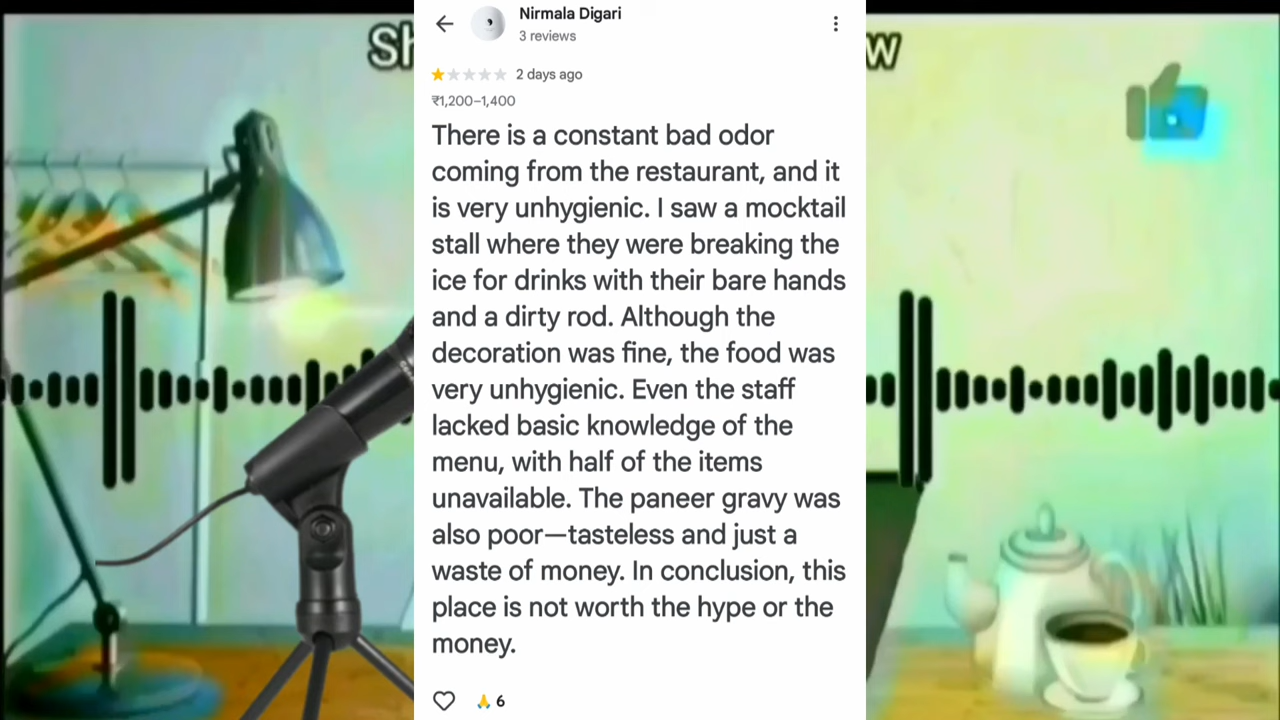 Sh
w
Nirmala Digari
3 reviews
2 days ago
₹1,200–1,400
There is a constant bad odor
coming from the restaurant, and it
is very unhygienic. I saw a mocktail
stall where they were breaking the
ice for drinks with their bare hands
and a dirty rod. Although the
decoration was fine, the food was
very unhygienic. Even the staff
lacked basic knowledge of the
menu, with half of the items
unavailable. The paneer gravy was
also poor—tasteless and just a
waste of money. In conclusion, this
place is not worth the hype or the
money.
🙏 6